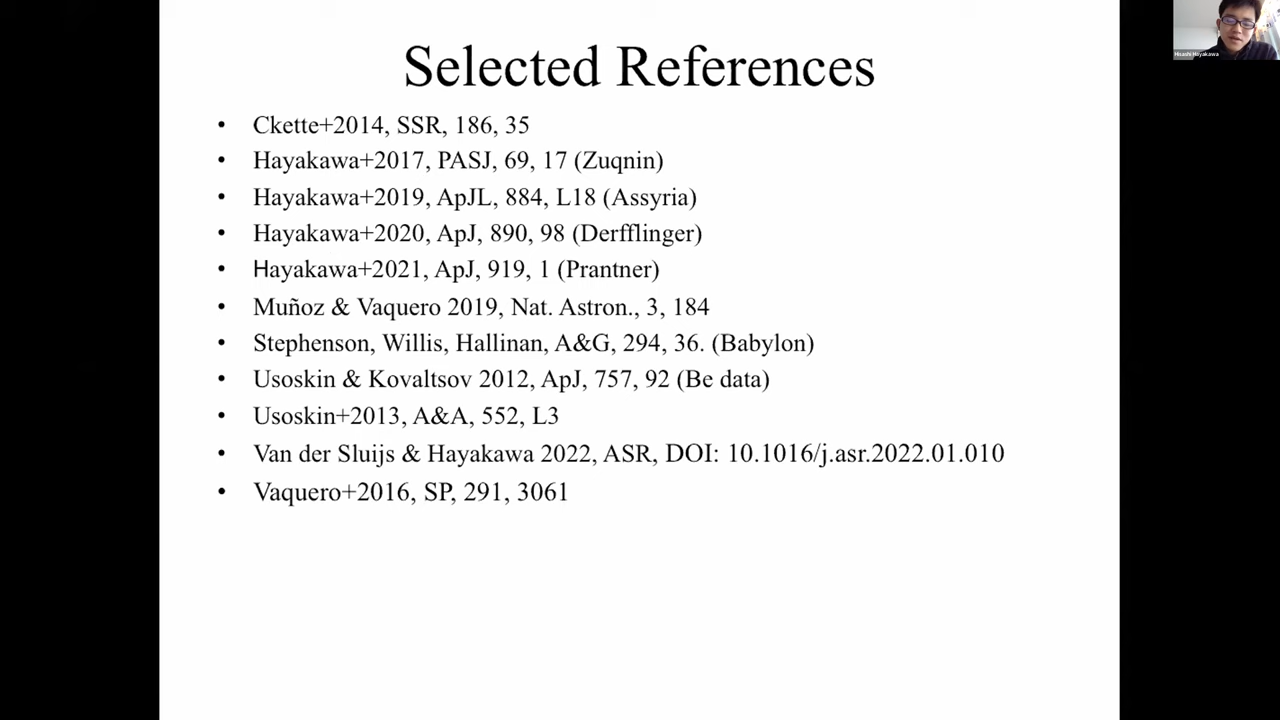 Selected References
• Ckette+2014, SSR, 186, 35
• Hayakawa+2017, PASJ, 69, 17 (Zuqnin)
• Hayakawa+2019, ApJL, 884, L18 (Assyria)
• Hayakawa+2020, ApJ, 890, 98 (Derfflinger)
• Hayakawa+2021, ApJ, 919, 1 (Prantner)
• Muñoz & Vaquero 2019, Nat. Astron., 3, 184
• Stephenson, Willis, Hallinan, A&G, 294, 36. (Babylon)
• Usoskin & Kovaltsov 2012, ApJ, 757, 92 (Be data)
• Usoskin+2013, A&A, 552, L3
• Van der Sluijs & Hayakawa 2022, ASR, DOI: 10.1016/j.asr.2022.01.010
• Vaquero+2016, SP, 291, 3061
Hisashi Hayakawa